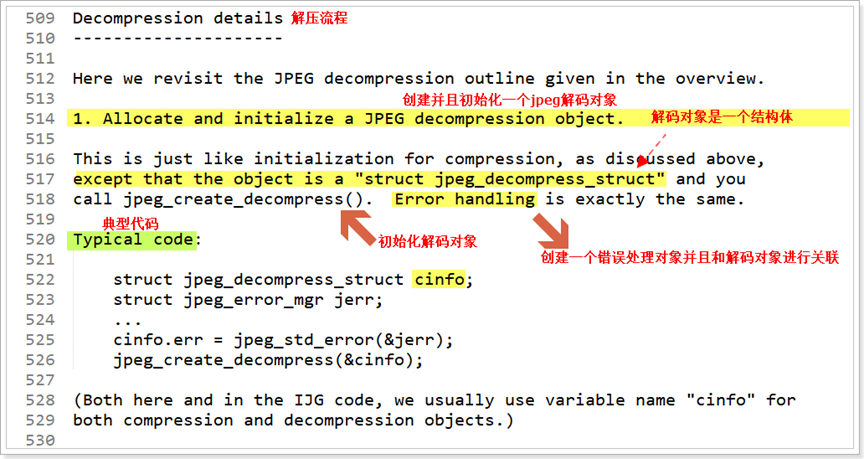 509 Decompression details 解压流程
510 ---------------------
511
512 Here we revisit the JPEG decompression outline given in the overview.
513
创建并且初始化一个jpeg解码对象
514 1. Allocate and initialize a JPEG decompression object.
解码对象是一个结构体
515
516 This is just like initialization for compression, as discussed above,
517 except that the object is a "struct jpeg_decompress_struct" and you
518 call jpeg_create_decompress(). Error handling is exactly the same.
519
典型代码
520 Typical code:
初始化解码对象
创建一个错误处理对象并且和解码对象进行关联
521
522 struct jpeg_decompress_struct cinfo;
523 struct jpeg_error_mgr jerr;
524 ...
525 cinfo.err = jpeg_std_error(&jerr);
526 jpeg_create_decompress(&cinfo);
527
528 (Both here and in the IJG code, we usually use variable name "cinfo" for
529 both compression and decompression objects.)
530